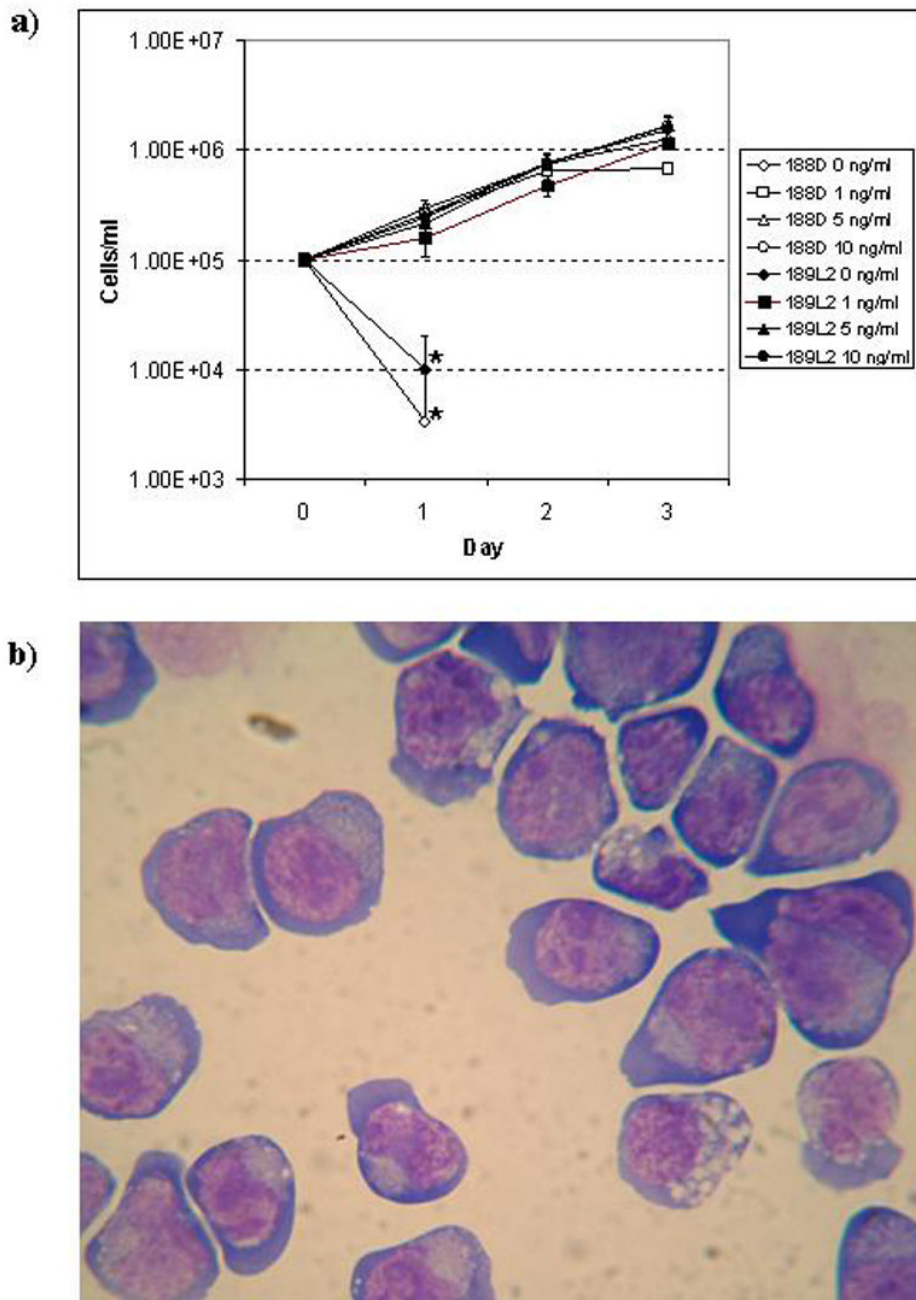 a)
1.00E+07
1.00E+06
1.00E+05
1.00E+04
1.00E+03
Cells/ml
0 1 2 3
Day
* 
*
188D 0 ng/ml
188D 1 ng/ml
188D 5 ng/ml
188D 10 ng/ml
189L2 0 ng/ml
189L2 1 ng/ml
189L2 5 ng/ml
189L2 10 ng/ml
b)